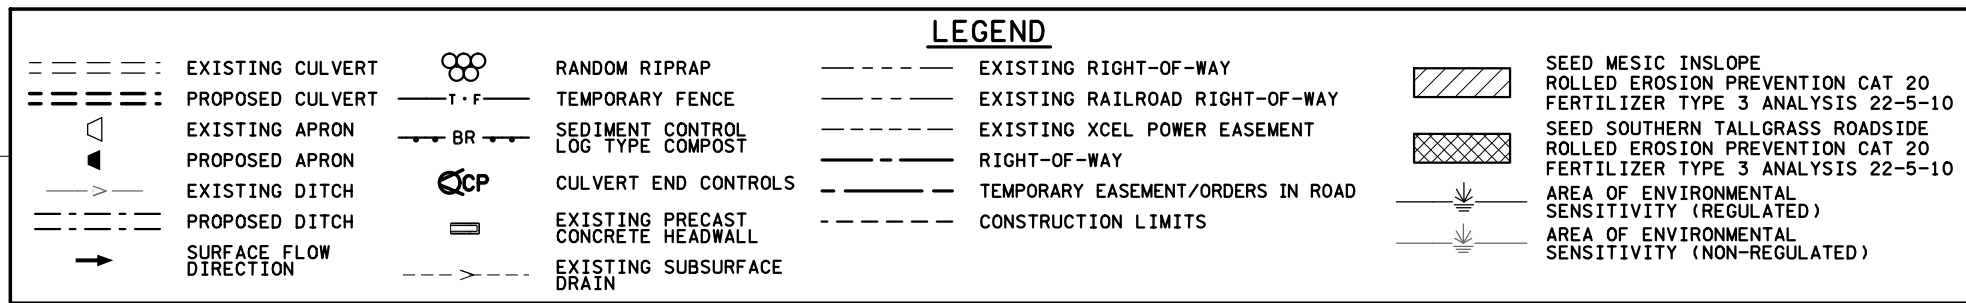 LEGEND
EXISTING CULVERT
PROPOSED CULVERT
EXISTING APRON
PROPOSED APRON
EXISTING DITCH
PROPOSED DITCH
SURFACE FLOW
DIRECTION
RANDOM RIPRAP
T · F
TEMPORARY FENCE
BR
SEDIMENT CONTROL
LOG TYPE COMPOST
CP
CULVERT END CONTROLS
EXISTING PRECAST
CONCRETE HEADWALL
EXISTING SUBSURFACE
DRAIN
EXISTING RIGHT-OF-WAY
EXISTING RAILROAD RIGHT-OF-WAY
EXISTING XCEL POWER EASEMENT
RIGHT-OF-WAY
TEMPORARY EASEMENT/ORDERS IN ROAD
CONSTRUCTION LIMITS
SEED MESIC INSLOPE
ROLLED EROSION PREVENTION CAT 20
FERTILIZER TYPE 3 ANALYSIS 22-5-10
SEED SOUTHERN TALLGRASS ROADSIDE
ROLLED EROSION PREVENTION CAT 20
FERTILIZER TYPE 3 ANALYSIS 22-5-10
AREA OF ENVIRONMENTAL
SENSITIVITY (REGULATED)
AREA OF ENVIRONMENTAL
SENSITIVITY (NON-REGULATED)